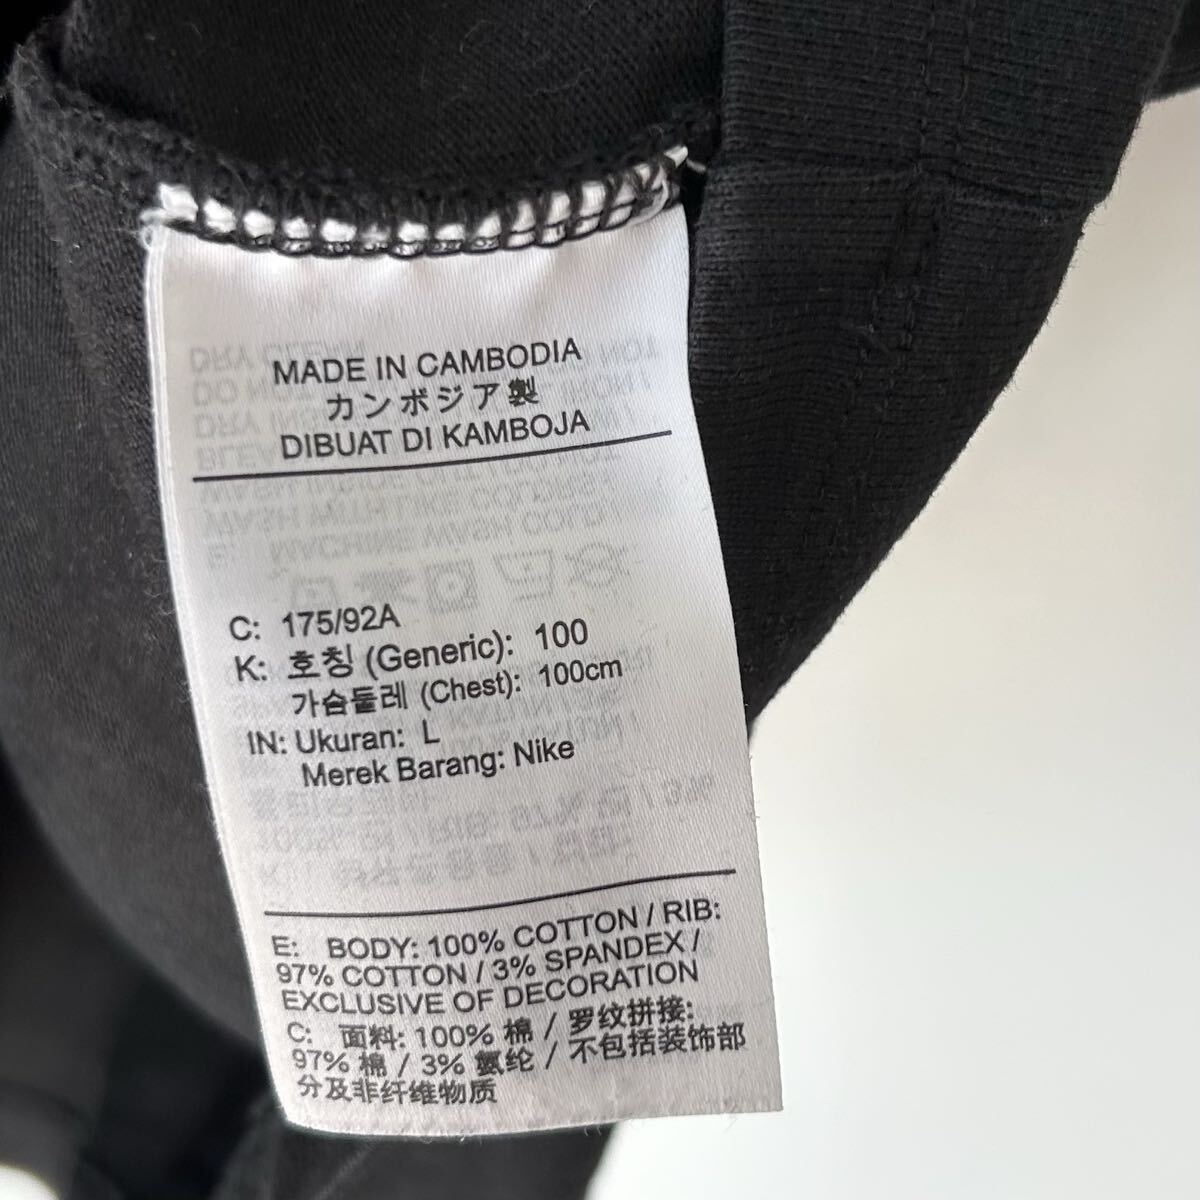 MADE IN CAMBODIA
カンボジア製
DIBUAT DI KAMBOJA
C: 175/92A
K: 호칭 (Generic): 100
가슴둘레 (Chest): 100cm
IN: Ukuran: L
Merek Barang: Nike
E: BODY: 100% COTTON / RIB:
97% COTTON / 3% SPANDEX /
EXCLUSIVE OF DECORATION
C: 面料: 100% 棉 / 罗纹拼接:
97% 棉 / 3% 氨纶 / 不包括装饰部
分及非纤维物质